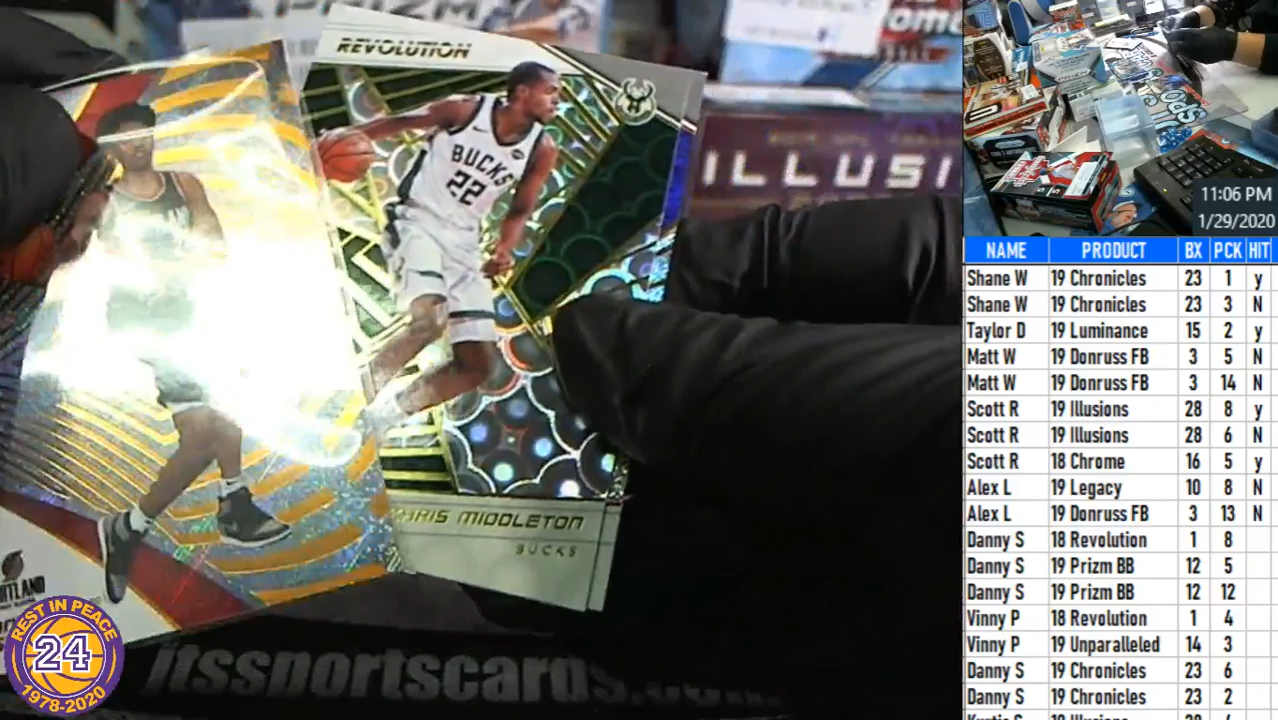 PRIZM
REVOLUTION
ILLUSI
BUCKS
22
HRIS MIDDLETON
BUCKS
RTLAND
REST IN PEACE
24
1978-2020
jtssportscards.com
11:06 PM
1/29/2020
NAME PRODUCT BX PCK HIT
Shane W 19 Chronicles 23 1 y
Shane W 19 Chronicles 23 3 N
Taylor D 19 Luminance 15 2 y
Matt W 19 Donruss FB 3 5 N
Matt W 19 Donruss FB 3 14 N
Scott R 19 Illusions 28 8 y
Scott R 19 Illusions 28 6 N
Scott R 18 Chrome 16 5 y
Alex L 19 Legacy 10 8 N
Alex L 19 Donruss FB 3 13 N
Danny S 18 Revolution 1 8
Danny S 19 Prizm BB 12 5
Danny S 19 Prizm BB 12 12
Vinny P 18 Revolution 1 4
Vinny P 19 Unparalleled 14 3
Danny S 19 Chronicles 23 6
Danny S 19 Chronicles 23 2